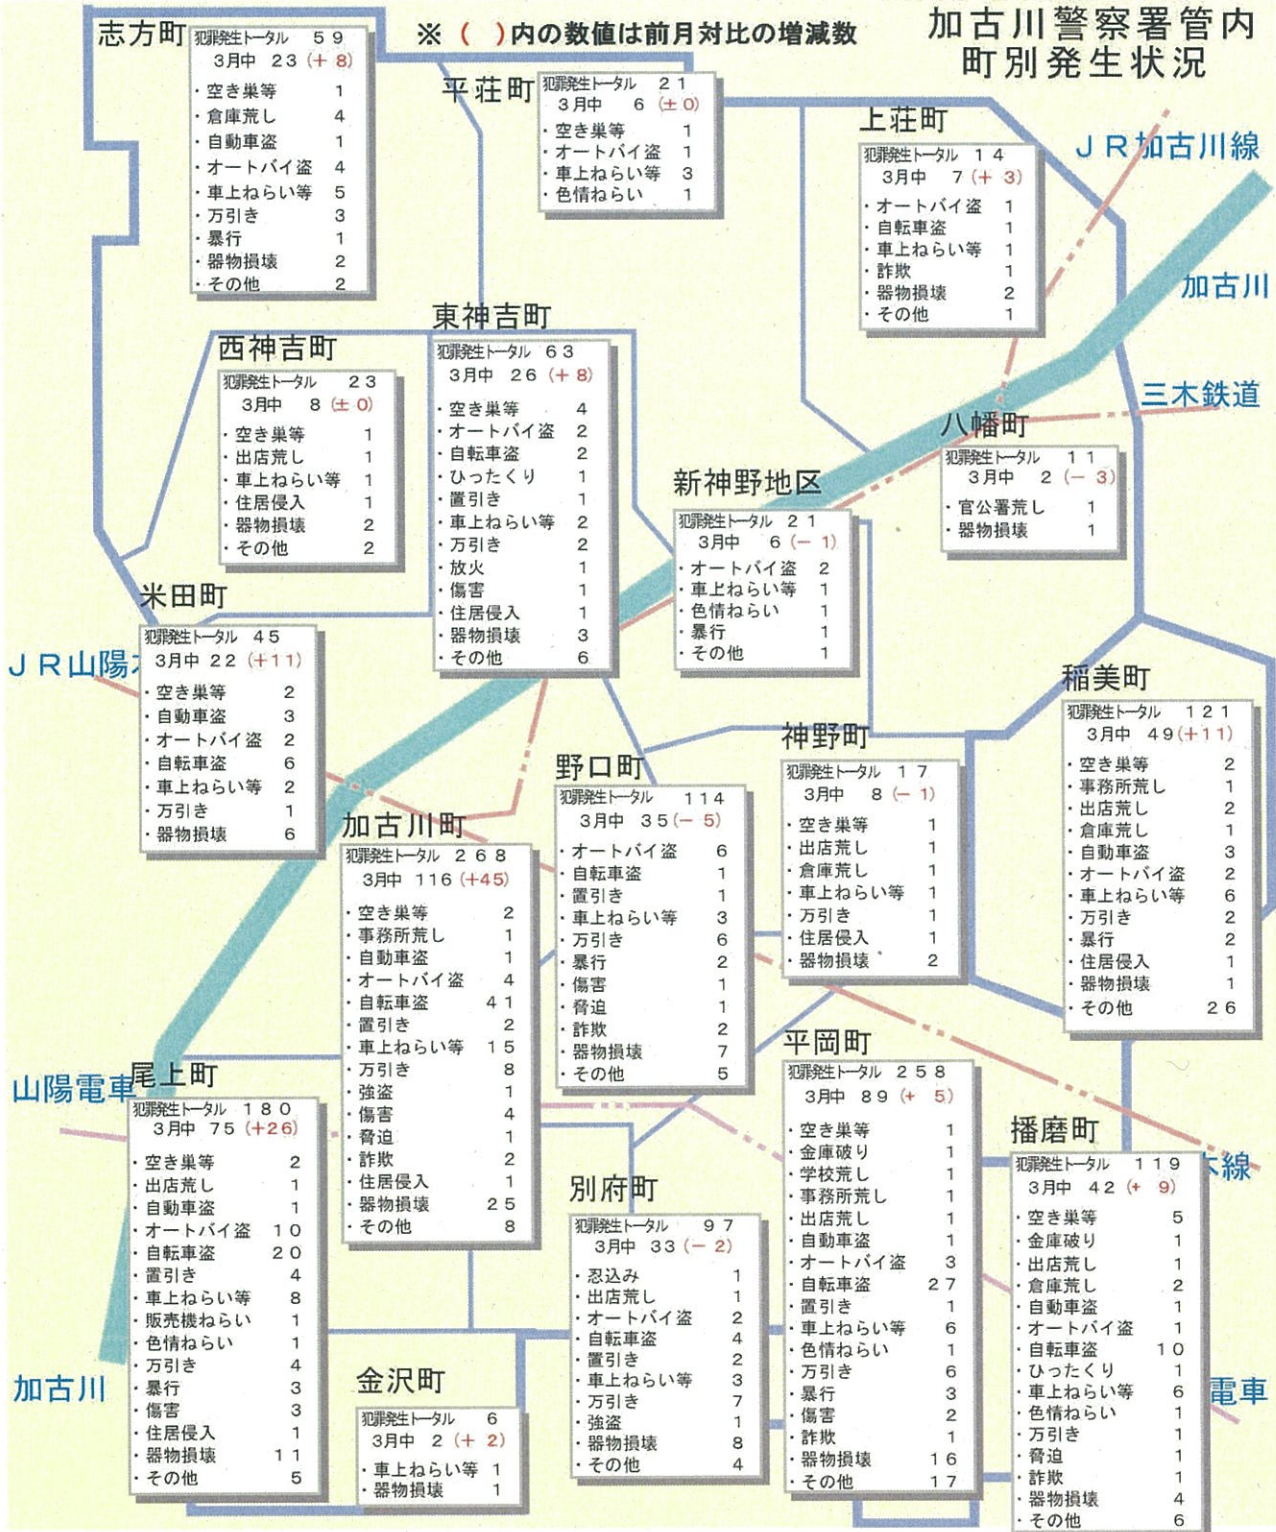 加古川警察署管内
町別発生状況
※ ( )内の数値は前月対比の増減数
志方町
犯罪発生トータル 59
3月中 23 (+ 8)
・空き巣等 1
・倉庫荒し 4
・自動車盗 1
・オートバイ盗 4
・車上ねらい等 5
・万引き 3
・暴行 1
・器物損壊 2
・その他 2
平荘町
犯罪発生トータル 21
3月中 6 (±0)
・空き巣等 1
・オートバイ盗 1
・車上ねらい等 3
・色情ねらい 1
上荘町
犯罪発生トータル 14
3月中 7 (+ 3)
・オートバイ盗 1
・自転車盗 1
・車上ねらい等 1
・詐欺 1
・器物損壊 2
・その他 1
JR加古川線
加古川
三木鉄道
西神吉町
犯罪発生トータル 23
3月中 8 (±0)
・空き巣等 1
・出店荒し 1
・車上ねらい等 1
・住居侵入 1
・器物損壊 2
・その他 2
東神吉町
犯罪発生トータル 63
3月中 26 (+ 8)
・空き巣等 4
・オートバイ盗 2
・自転車盗 2
・ひったくり 1
・置引き 1
・車上ねらい等 2
・万引き 2
・放火 1
・傷害 1
・住居侵入 1
・器物損壊 3
・その他 6
八幡町
犯罪発生トータル 11
3月中 2 (− 3)
・官公署荒し 1
・器物損壊 1
新神野地区
犯罪発生トータル 21
3月中 6 (− 1)
・オートバイ盗 2
・車上ねらい等 1
・色情ねらい 1
・暴行 1
・その他 1
米田町
犯罪発生トータル 45
3月中 22 (+11)
・空き巣等 2
・自動車盗 3
・オートバイ盗 2
・自転車盗 6
・車上ねらい等 2
・万引き 1
・器物損壊 6
JR山陽
稲美町
犯罪発生トータル 121
3月中 49 (+11)
・空き巣等 2
・事務所荒し 1
・出店荒し 2
・倉庫荒し 1
・自動車盗 3
・オートバイ盗 2
・車上ねらい等 6
・万引き 2
・暴行 2
・住居侵入 1
・器物損壊 1
・その他 26
神野町
犯罪発生トータル 17
3月中 8 (− 1)
・空き巣等 1
・出店荒し 1
・倉庫荒し 1
・車上ねらい等 1
・万引き 1
・住居侵入 1
・器物損壊 2
野口町
犯罪発生トータル 114
3月中 35 (− 5)
・オートバイ盗 6
・自転車盗 1
・置引き 1
・車上ねらい等 3
・万引き 6
・暴行 2
・傷害 1
・脅迫 1
・詐欺 2
・器物損壊 7
・その他 5
加古川町
犯罪発生トータル 268
3月中 116 (+45)
・空き巣等 2
・事務所荒し 1
・自動車盗 1
・オートバイ盗 4
・自転車盗 41
・置引き 2
・車上ねらい等 15
・万引き 8
・強盗 1
・傷害 4
・脅迫 1
・詐欺 2
・住居侵入 1
・器物損壊 25
・その他 8
山陽電車
尾上町
犯罪発生トータル 180
3月中 75 (+26)
・空き巣等 2
・出店荒し 1
・自動車盗 1
・オートバイ盗 10
・自転車盗 20
・置引き 4
・車上ねらい等 8
・販売機ねらい 1
・色情ねらい 1
・万引き 4
・暴行 3
・傷害 3
・住居侵入 1
・器物損壊 11
・その他 5
加古川
平岡町
犯罪発生トータル 258
3月中 89 (+ 5)
・空き巣等 1
・金庫破り 1
・学校荒し 1
・事務所荒し 1
・出店荒し 1
・自動車盗 1
・オートバイ盗 3
・自転車盗 27
・置引き 1
・車上ねらい等 6
・色情ねらい 1
・万引き 6
・暴行 3
・傷害 2
・詐欺 1
・器物損壊 16
・その他 17
播磨町
犯罪発生トータル 119
3月中 42 (+ 9)
・空き巣等 5
・金庫破り 1
・出店荒し 1
・倉庫荒し 2
・自動車盗 1
・オートバイ盗 1
・自転車盗 10
・ひったくり 1
・車上ねらい等 6
・色情ねらい 1
・万引き 1
・脅迫 1
・詐欺 1
・器物損壊 4
・その他 6
線
電車
別府町
犯罪発生トータル 97
3月中 33 (− 2)
・忍込み 1
・出店荒し 1
・オートバイ盗 2
・自転車盗 4
・置引き 2
・車上ねらい等 3
・万引き 7
・強盗 1
・器物損壊 8
・その他 4
金沢町
犯罪発生トータル 6
3月中 2 (+ 2)
・車上ねらい等 1
・器物損壊 1